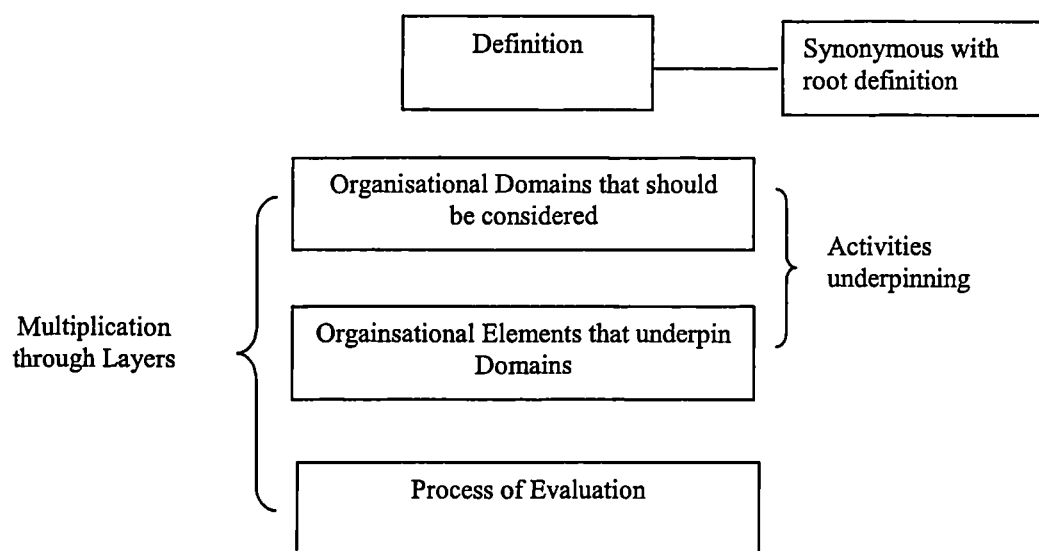 Definition
Synonymous with
root definition
Organisational Domains that should
be considered
Activities
underpinning
Multiplication
through Layers
Orgainsational Elements that underpin
Domains
Process of Evaluation